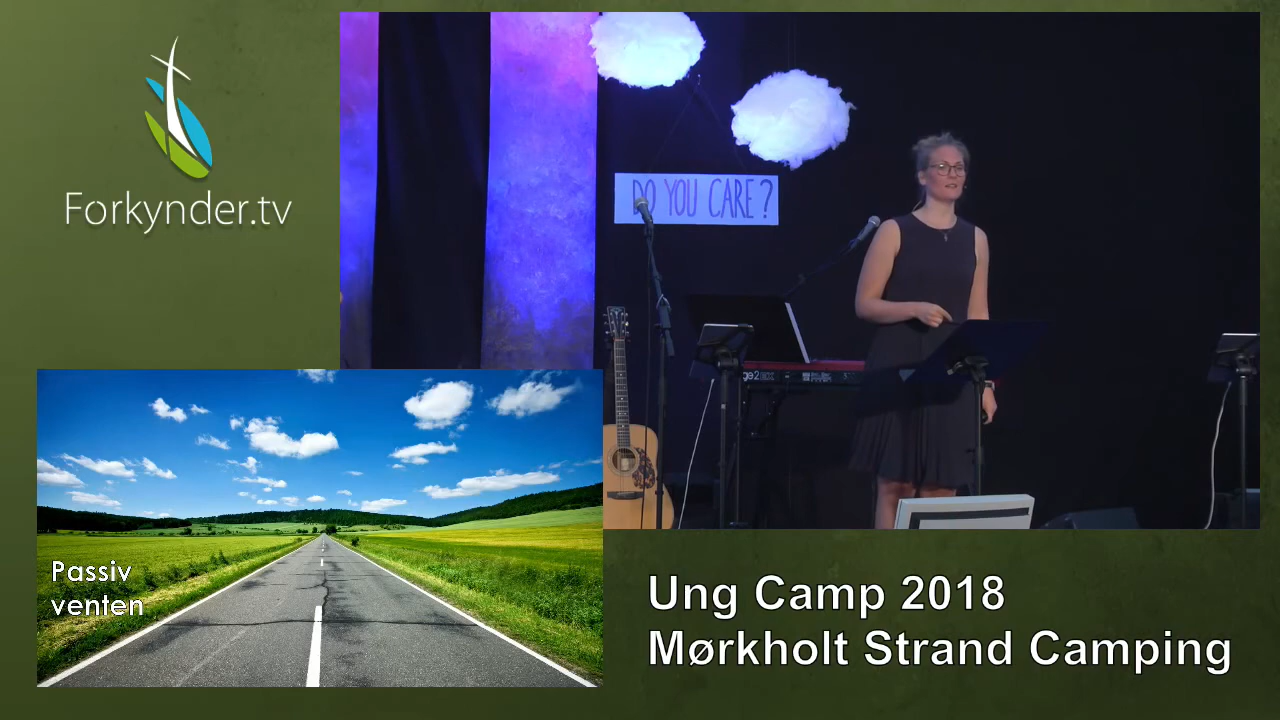 Forkynder.tv
DO YOU CARE?
Passiv
venten
Ung Camp 2018
Mørkholt Strand Camping